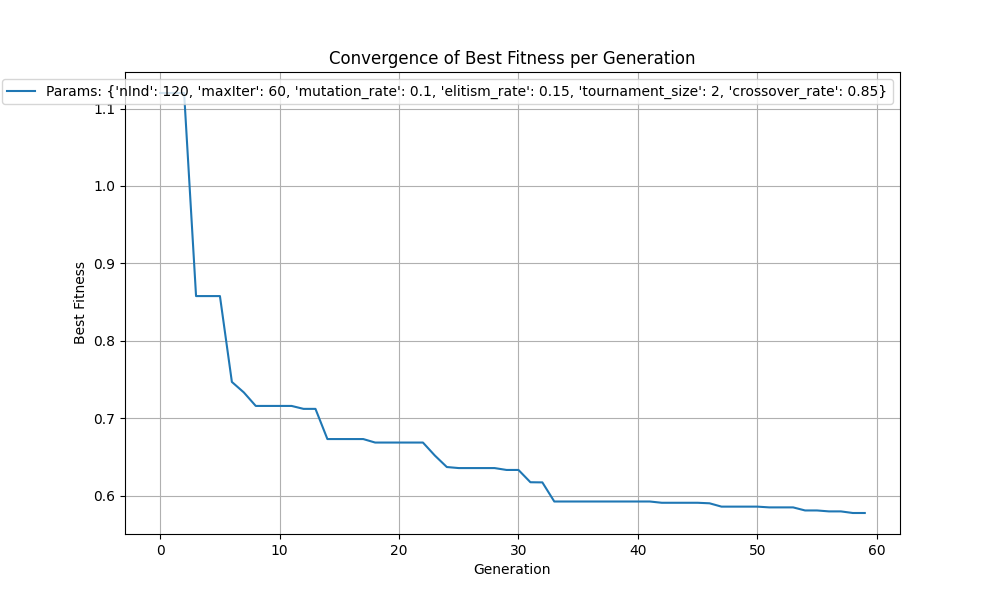 Convergence of Best Fitness per Generation
Params: {'nInd': 120, 'maxIter': 60, 'mutation_rate': 0.1, 'elitism_rate': 0.15, 'tournament_size': 2, 'crossover_rate': 0.85}
1.1
1.0
0.9
0.8
0.7
0.6
Best Fitness
0 10 20 30 40 50 60
Generation